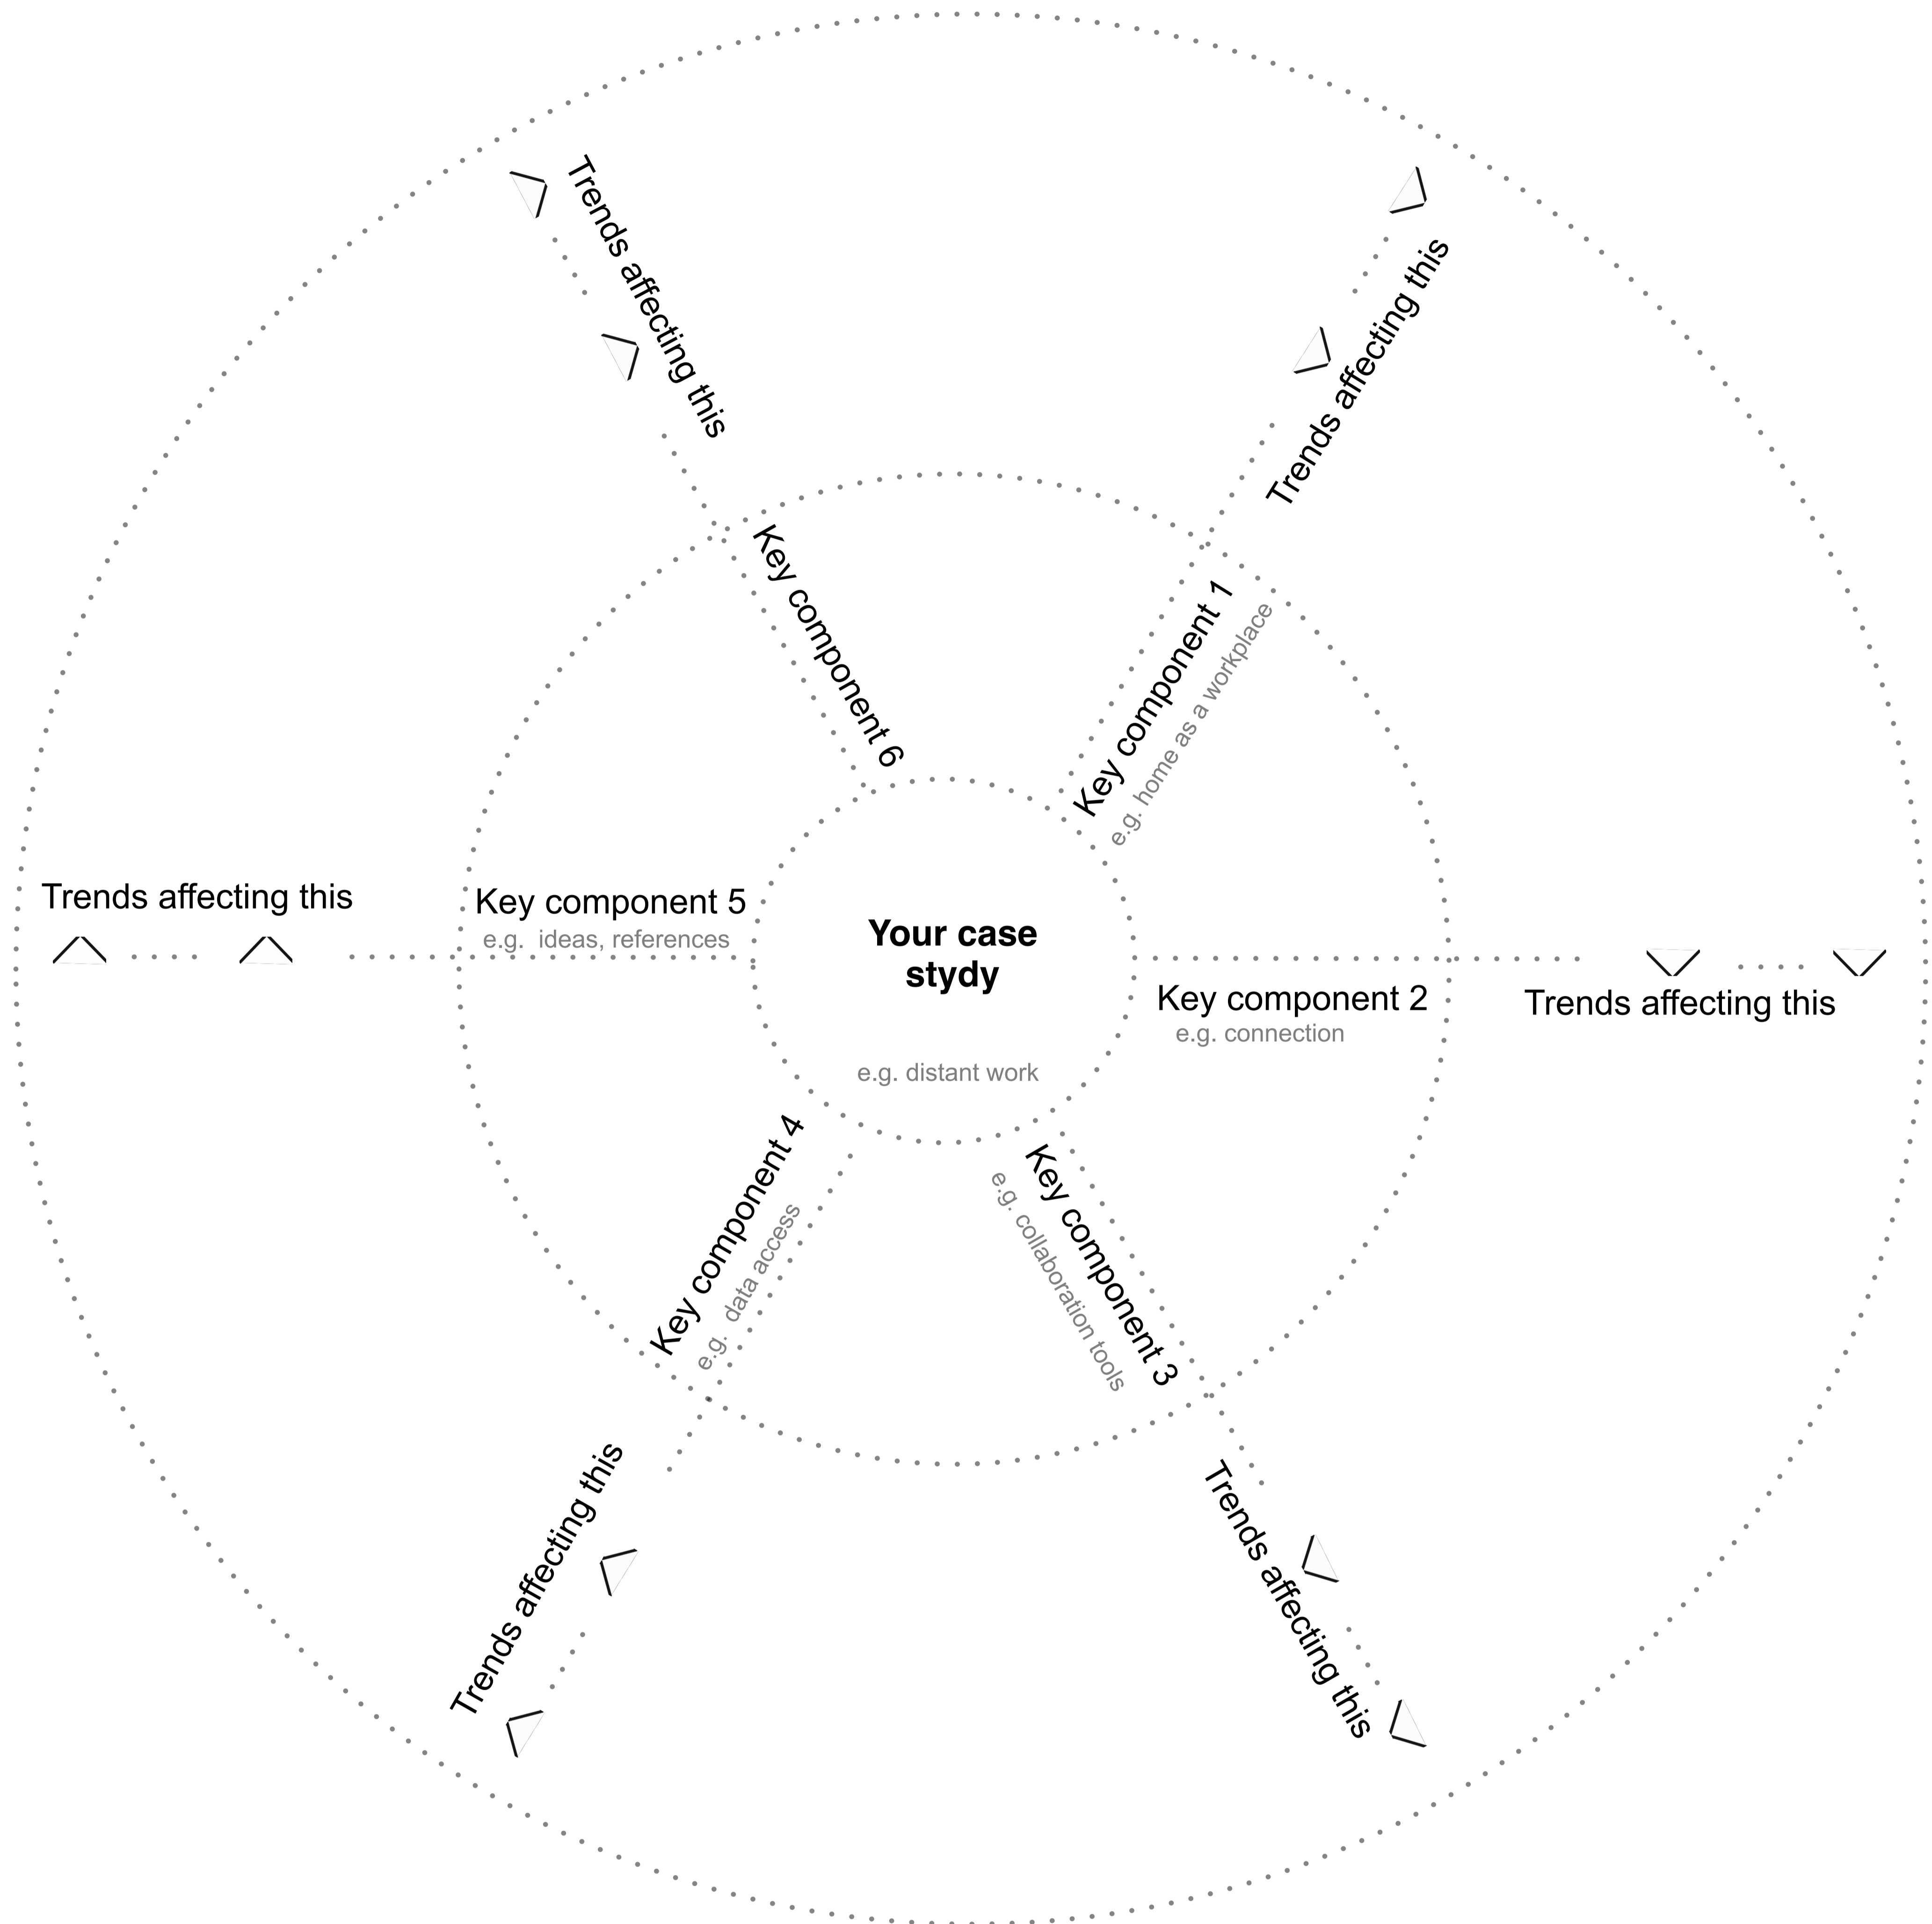 Trends affecting this
Trends affecting this
Key component 6
Key component 1
e.g. home as a workplace
Trends affecting this
Key component 5
e.g.  ideas, references
Your case
stydy
e.g. distant work
Key component 2
e.g. connection
Trends affecting this
Key component 4
e.g.  data access
Key component 3
e.g. collaboration tools
Trends affecting this
Trends affecting this